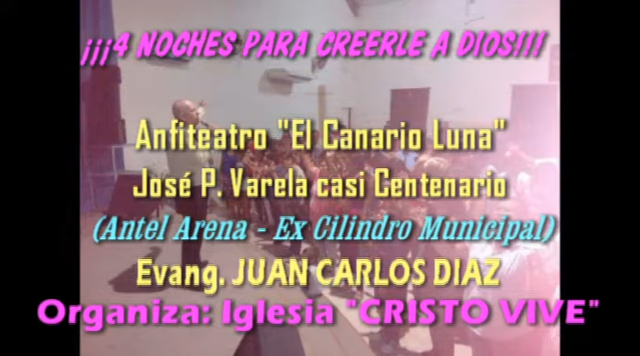 ¡¡¡4 NOCHES PARA CREERLE A DIOS!!!
Anfiteatro "El Canario Luna"
José P. Varela casi Centenario
(Antel Arena - Ex Cilindro Municipal)
Evang. JUAN CARLOS DIAZ
Organiza: Iglesia "CRISTO VIVE"